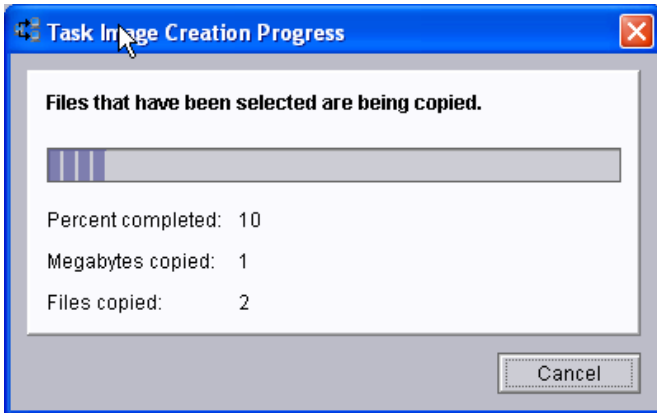 Task Image Creation Progress
Files that have been selected are being copied.
Percent completed: 10
Megabytes copied: 1
Files copied: 2
Cancel